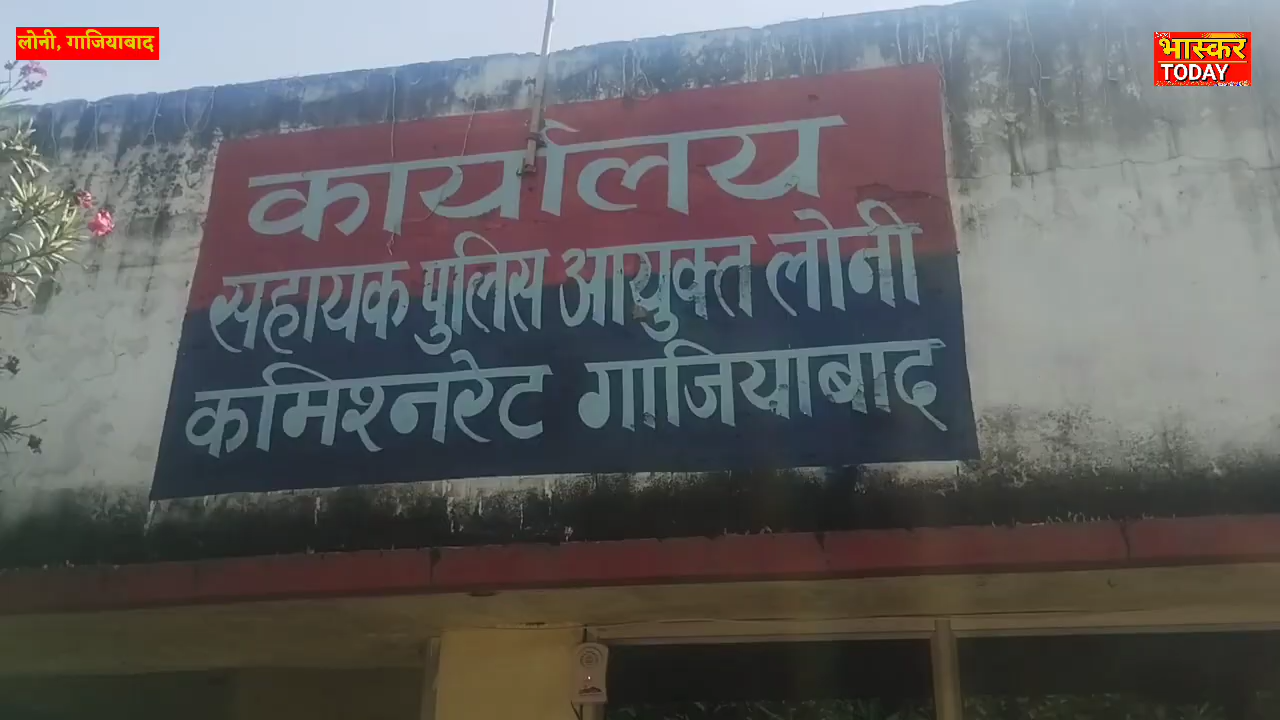 लोनी, गाजियाबाद
भास्कर
TODAY
कार्यालय
सहायक पुलिस आयुक्त लोनी
कमिश्नरेट गाजियाबाद